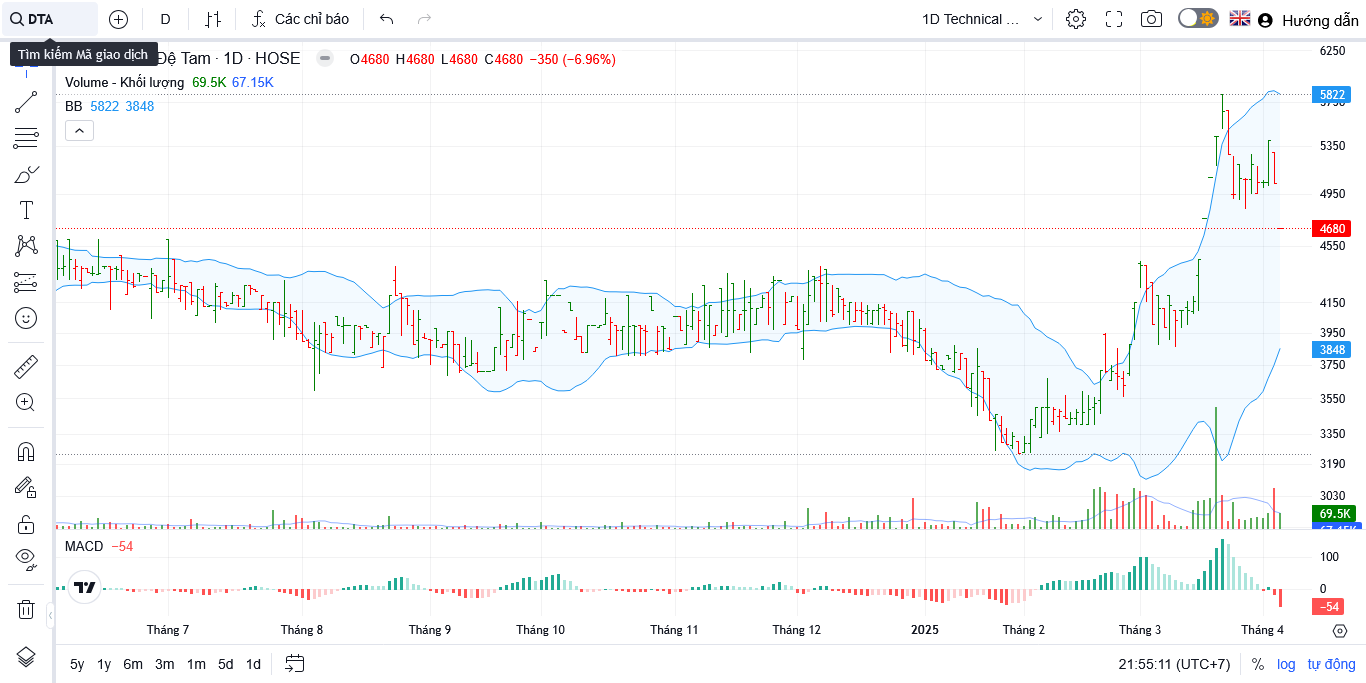 DTA D Các chỉ báo 1D Technical ... Hướng dẫn
Tìm kiếm Mã giao dịch
Đệ Tam · 1D · HOSE O4680 H4680 L4680 C4680 −350 (−6.96%)
Volume - Khối lượng 69.5K 67.15K
BB 5822 3848
6250
5822
5350
4950
4680
4550
4150
3950
3848
3750
3550
3350
3190
3030
69.5K
MACD −54
100
0
−54
Tháng 7 Tháng 8 Tháng 9 Tháng 10 Tháng 11 Tháng 12 2025 Tháng 2 Tháng 3 Tháng 4
5y 1y 6m 3m 1m 5d 1d 21:55:11 (UTC+7) % log tự động